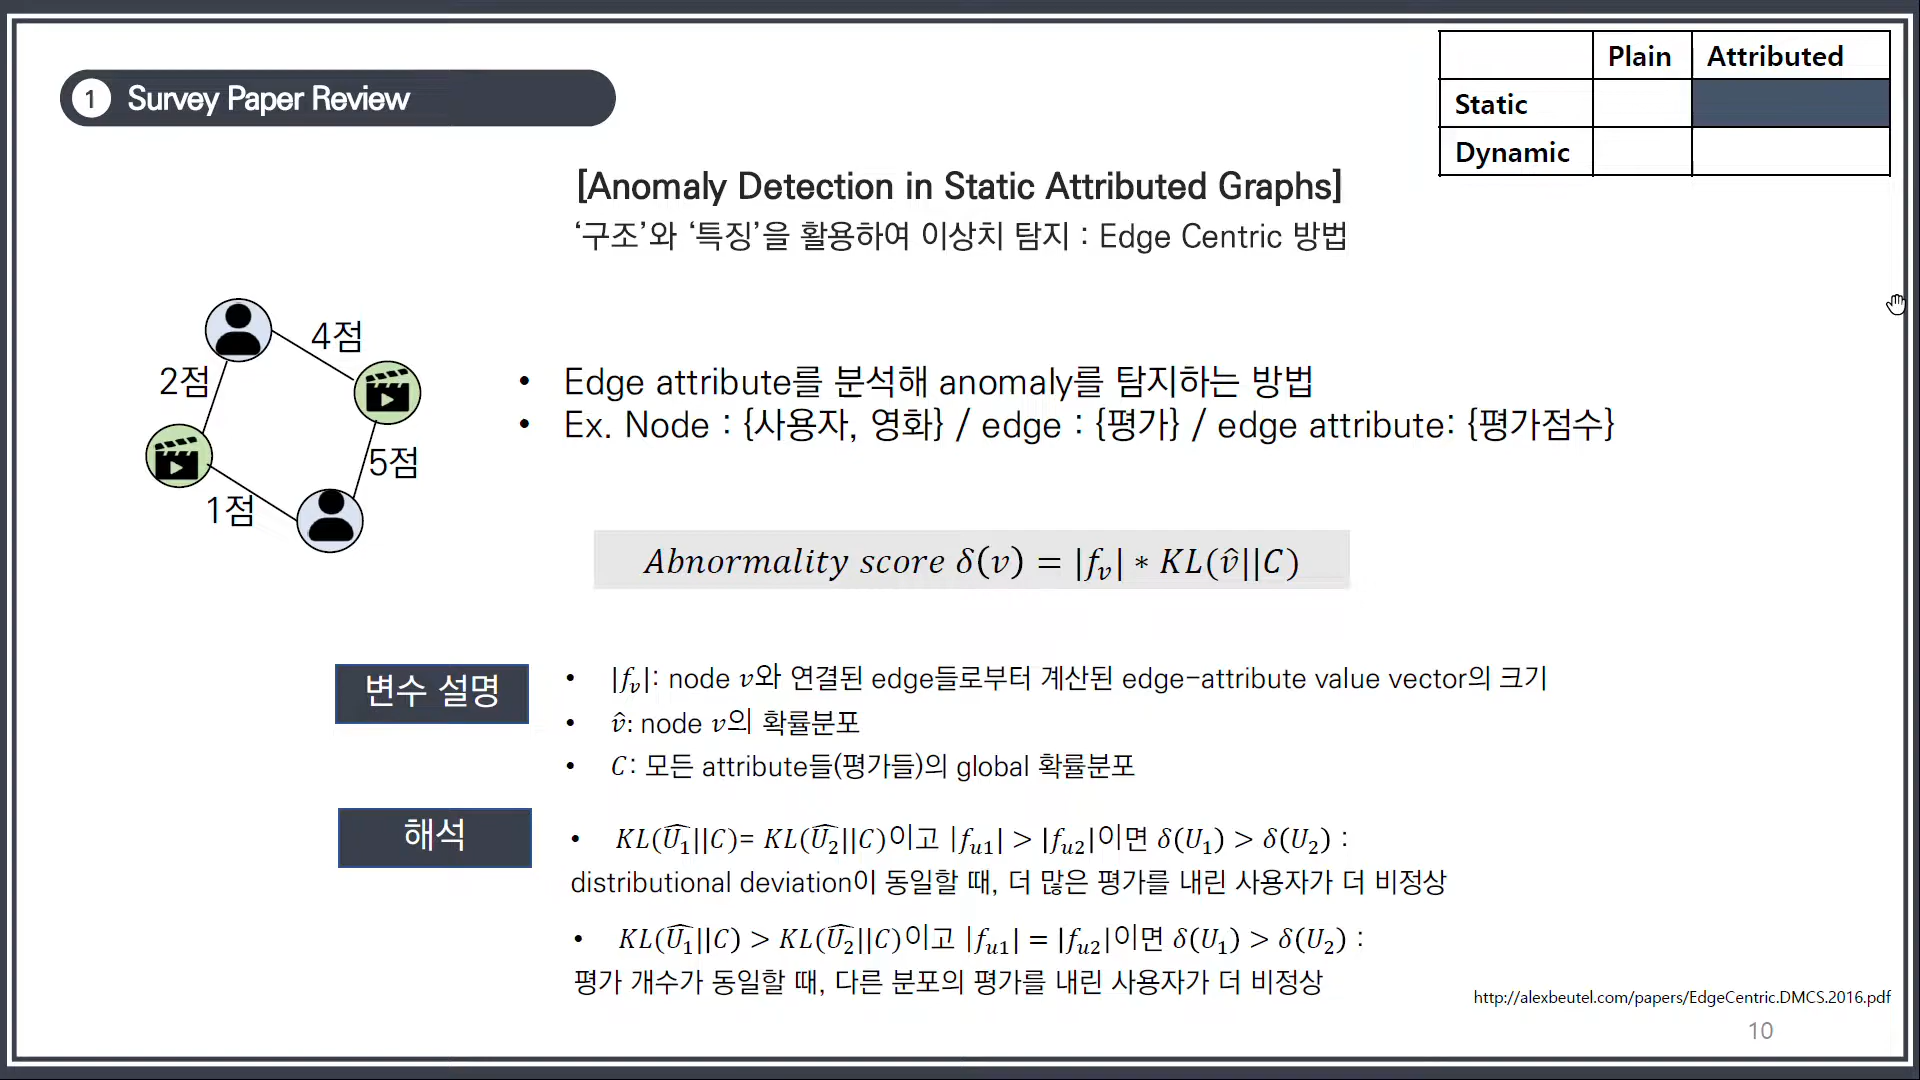 1 Survey Paper Review
Plain Attributed
Static
Dynamic
[Anomaly Detection in Static Attributed Graphs]
‘구조’와 ‘특징’을 활용하여 이상치 탐지 : Edge Centric 방법
4점
2점
5점
1점
• Edge attribute를 분석해 anomaly를 탐지하는 방법
• Ex. Node : {사용자, 영화} / edge : {평가} / edge attribute: {평가점수}
Abnormality score δ(v) = |f_v| ∗ KL(v̂||C)
변수 설명
• |f_v|: node v와 연결된 edge들로부터 계산된 edge-attribute value vector의 크기
• v̂: node v의 확률분포
• C: 모든 attribute들(평가들)의 global 확률분포
해석
• KL(Û₁||C)= KL(Û₂||C)이고 |f_u1| > |f_u2|이면 δ(U₁) > δ(U₂) :
distributional deviation이 동일할 때, 더 많은 평가를 내린 사용자가 더 비정상
• KL(Û₁||C) > KL(Û₂||C)이고 |f_u1| = |f_u2|이면 δ(U₁) > δ(U₂) :
평가 개수가 동일할 때, 다른 분포의 평가를 내린 사용자가 더 비정상
http://alexbeutel.com/papers/EdgeCentric.DMCS.2016.pdf
10